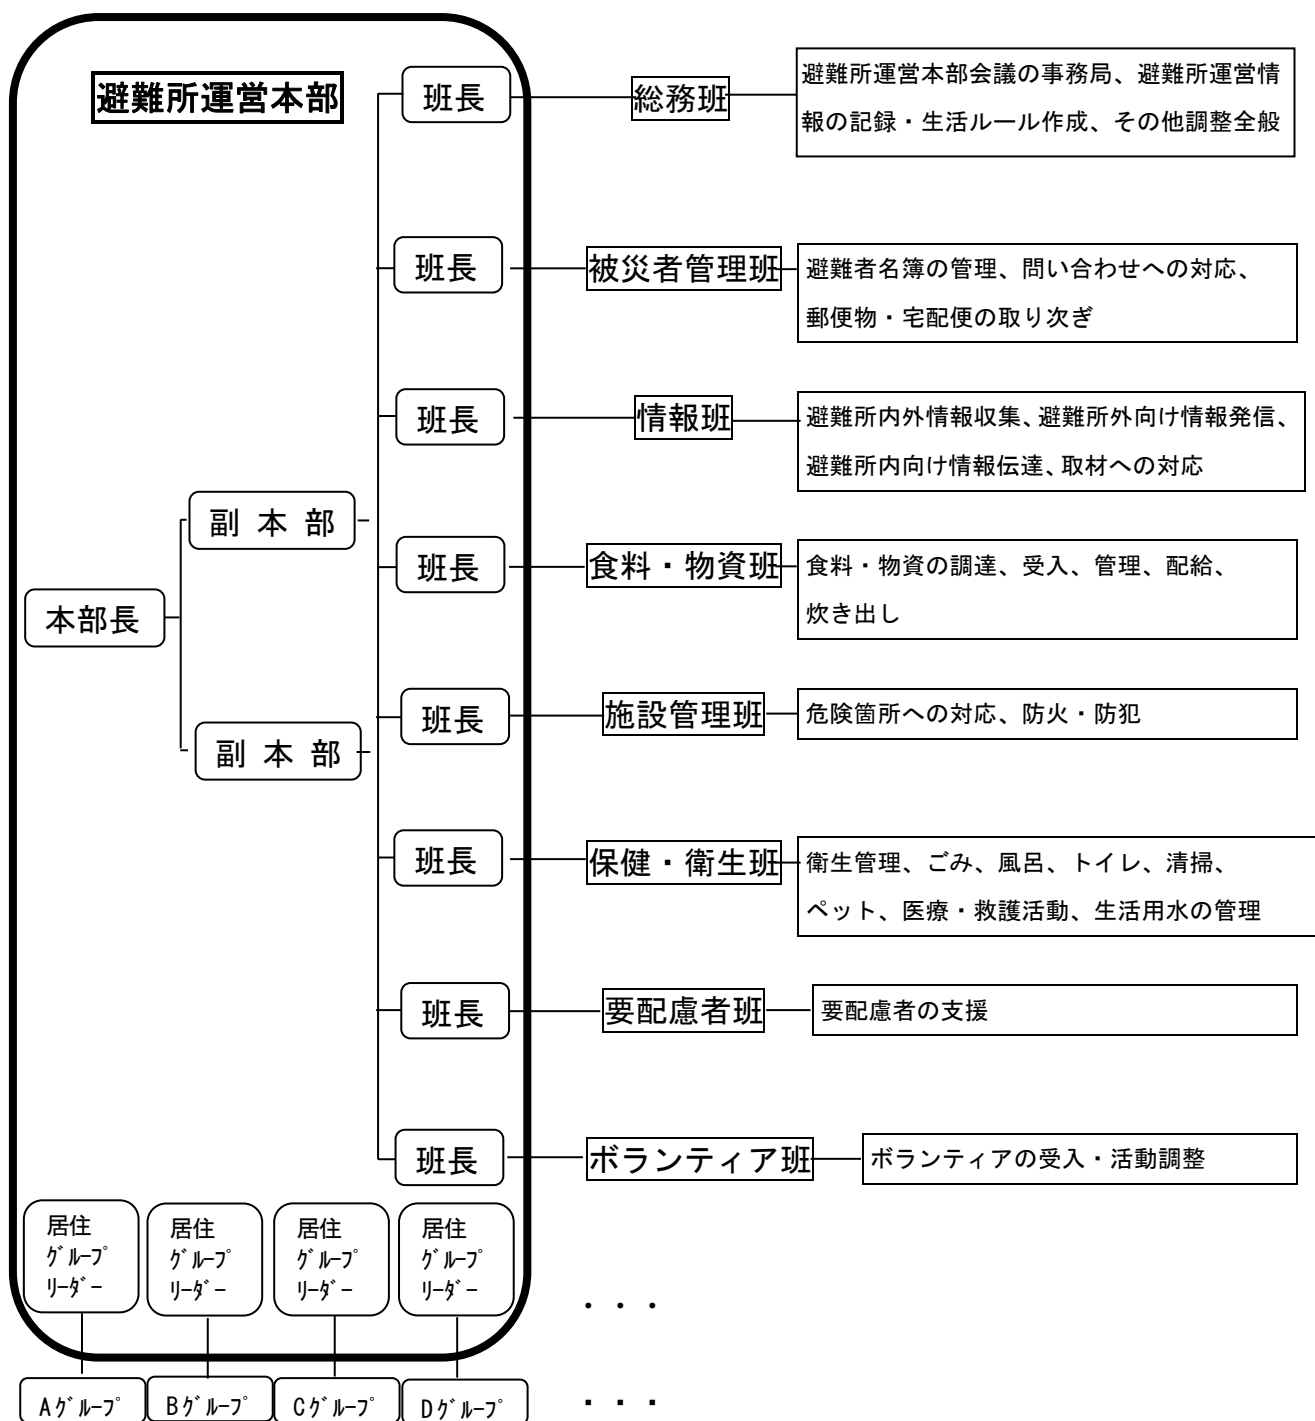 避難所運営本部
班長
総務班
避難所運営本部会議の事務局、避難所運営情
報の記録・生活ルール作成、その他調整全般
班長
被災者管理班
避難者名簿の管理、問い合わせへの対応、
郵便物・宅配便の取り次ぎ
班長
情報班
避難所内外情報収集、避難所外向け情報発信、
避難所内向け情報伝達、取材への対応
副 本 部
班長
食料・物資班
食料・物資の調達、受入、管理、配給、
炊き出し
本部長
副 本 部
班長
施設管理班
危険箇所への対応、防火・防犯
班長
保健・衛生班
衛生管理、ごみ、風呂、トイレ、清掃、
ペット、医療・救護活動、生活用水の管理
班長
要配慮者班
要配慮者の支援
班長
ボランティア班
ボランティアの受入・活動調整
居住
ｸﾞﾙｰﾌﾟ
ﾘｰﾀﾞｰ
居住
ｸﾞﾙｰﾌﾟ
ﾘｰﾀﾞｰ
居住
ｸﾞﾙｰﾌﾟ
ﾘｰﾀﾞｰ
居住
ｸﾞﾙｰﾌﾟ
ﾘｰﾀﾞｰ
・・・
Aｸﾞﾙｰﾌﾟ
Bｸﾞﾙｰﾌﾟ
Cｸﾞﾙｰﾌﾟ
Dｸﾞﾙｰﾌﾟ
・・・